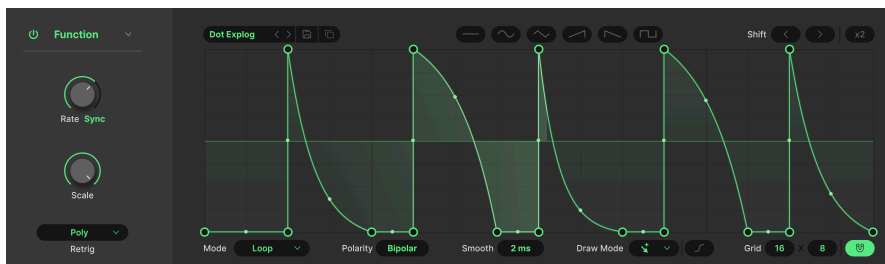 Function
Dot Explog
Shift
x2
Rate Sync
Scale
Poly
Retrig
Mode Loop Polarity Bipolar Smooth 2 ms Draw Mode Grid 16 X 8